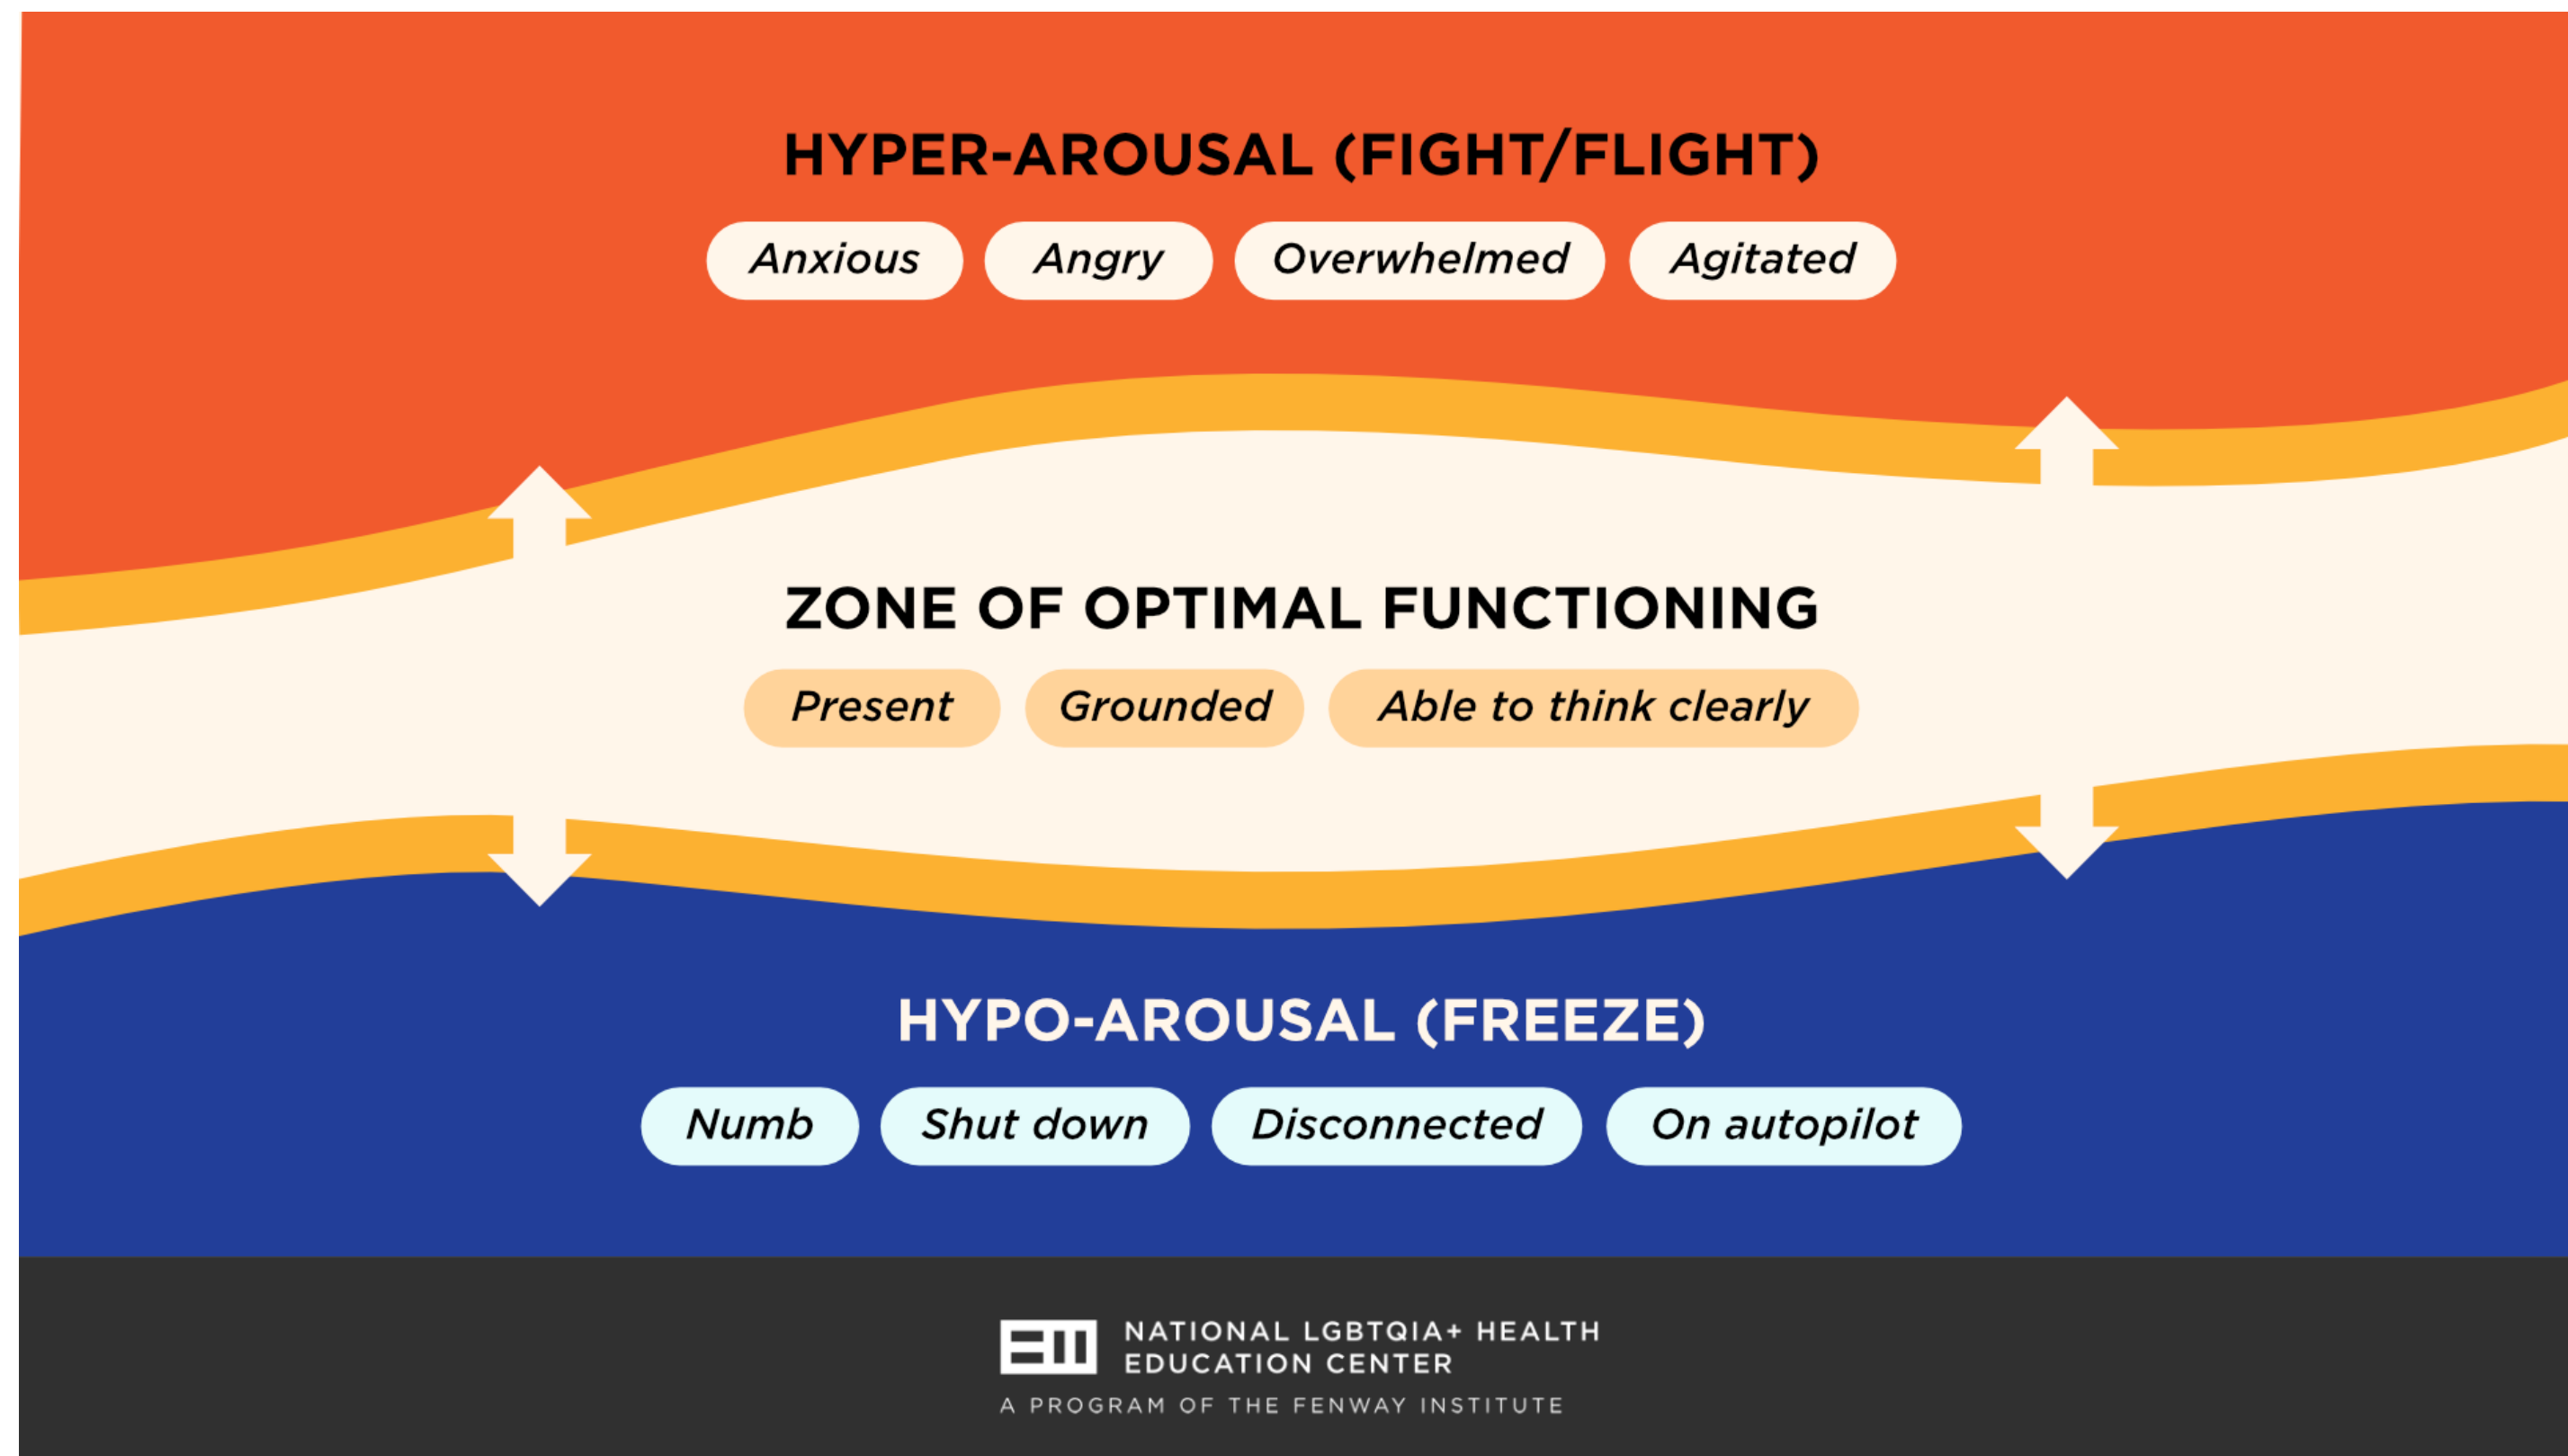 HYPER-AROUSAL (FIGHT/FLIGHT)
Anxious Angry Overwhelmed Agitated
ZONE OF OPTIMAL FUNCTIONING
Present Grounded Able to think clearly
HYPO-AROUSAL (FREEZE)
Numb Shut down Disconnected On autopilot
NATIONAL LGBTQIA+ HEALTH
EDUCATION CENTER
A PROGRAM OF THE FENWAY INSTITUTE